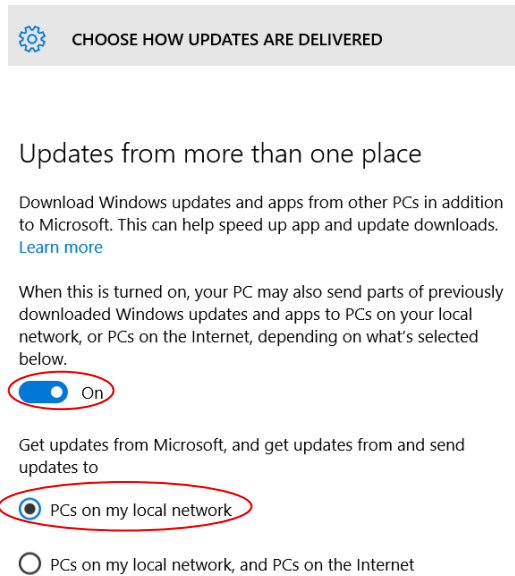 CHOOSE HOW UPDATES ARE DELIVERED
Updates from more than one place
Download Windows updates and apps from other PCs in addition
to Microsoft. This can help speed up app and update downloads.
Learn more
When this is turned on, your PC may also send parts of previously
downloaded Windows updates and apps to PCs on your local
network, or PCs on the Internet, depending on what's selected
below.
On
Get updates from Microsoft, and get updates from and send
updates to
PCs on my local network
PCs on my local network, and PCs on the Internet